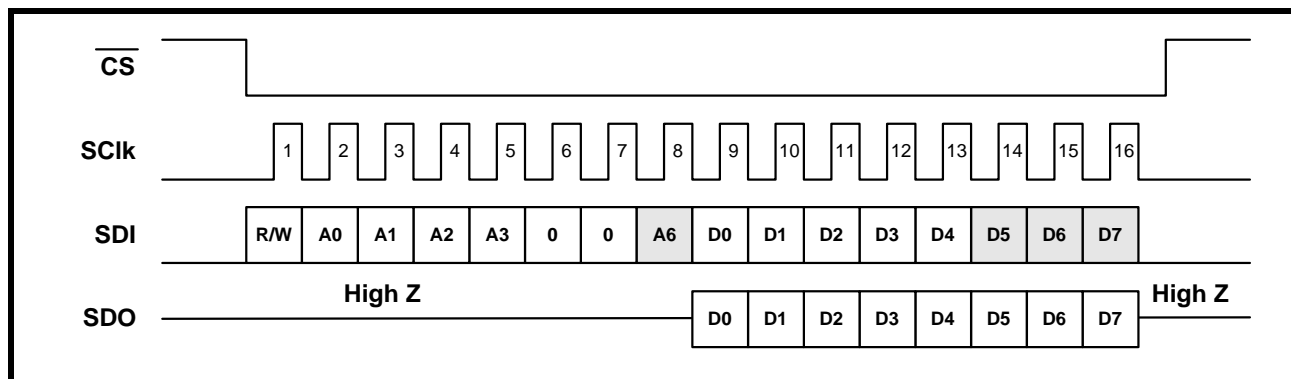 CS
SClk 1 2 3 4 5 6 7 8 9 10 11 12 13 14 15 16
SDI R/W A0 A1 A2 A3 0 0 A6 D0 D1 D2 D3 D4 D5 D6 D7
High Z High Z
SDO D0 D1 D2 D3 D4 D5 D6 D7